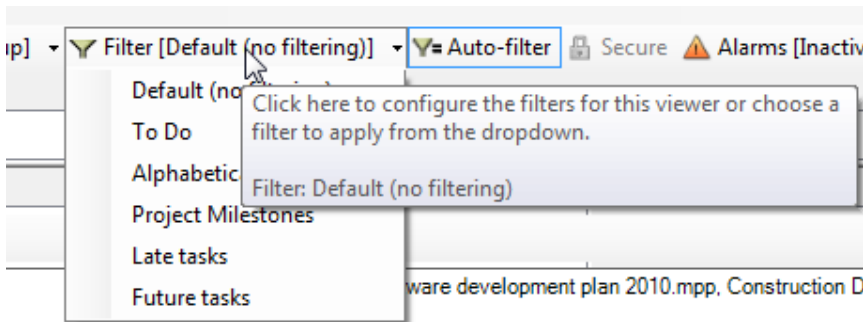 up] Filter [Default (no filtering)] Auto-filter Secure Alarms [Inactiv
Default (no
Click here to configure the filters for this viewer or choose a
To Do
filter to apply from the dropdown.
Alphabetic
Filter: Default (no filtering)
Project Milestones
Late tasks
ware development plan 2010.mpp, Construction D
Future tasks